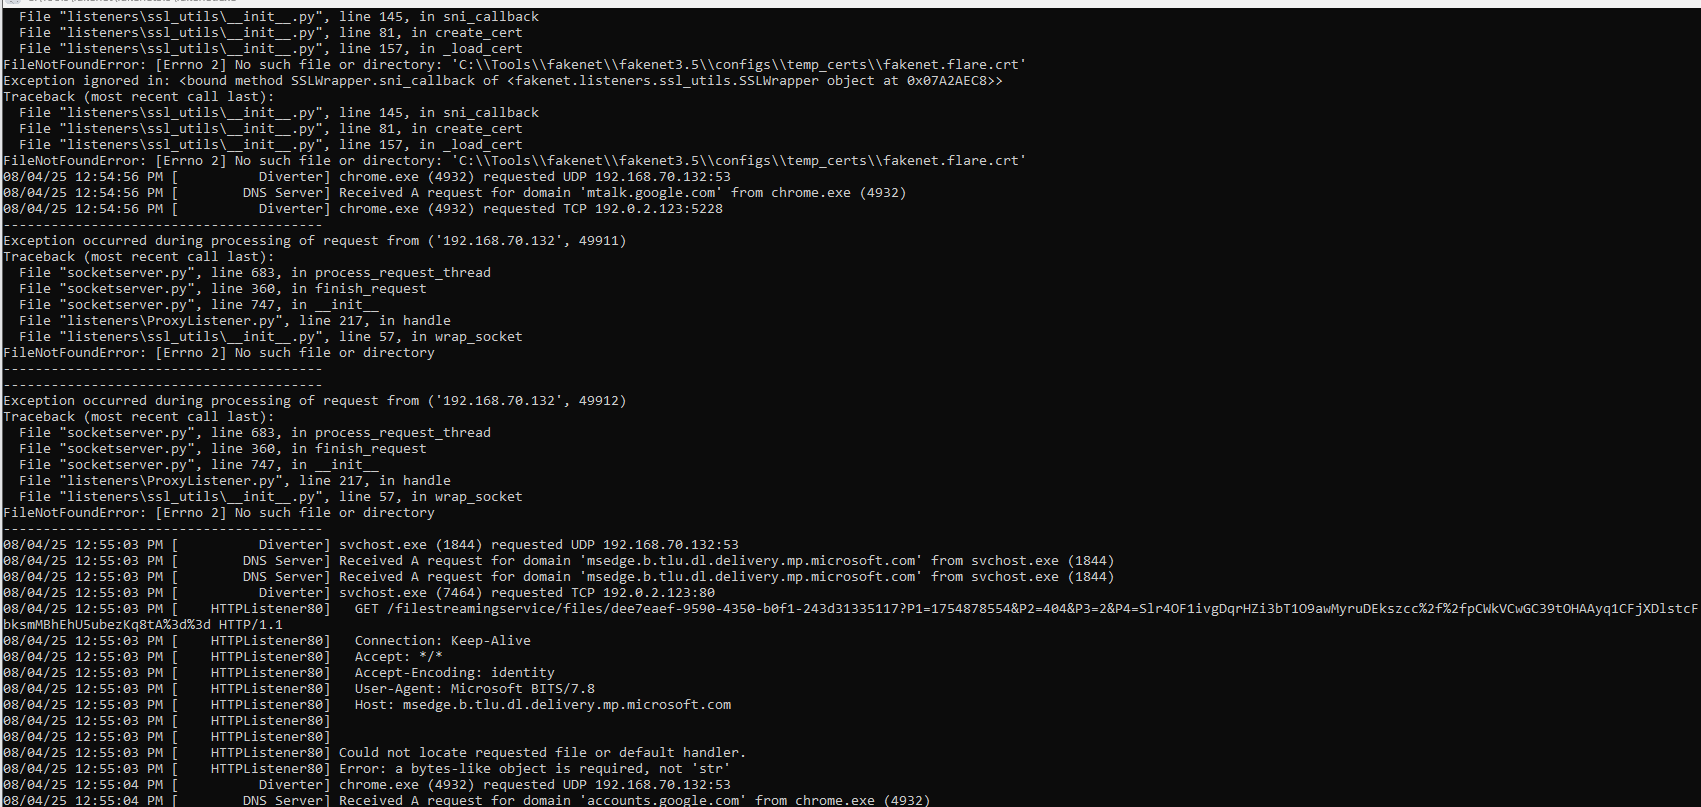 File "listeners\ssl_utils\__init__.py", line 145, in sni_callback
File "listeners\ssl_utils\__init__.py", line 81, in create_cert
File "listeners\ssl_utils\__init__.py", line 157, in _load_cert
FileNotFoundError: [Errno 2] No such file or directory: 'C:\\Tools\\fakenet\\fakenet3.5\\configs\\temp_certs\\fakenet.flare.crt'
Exception ignored in: <bound method SSLWrapper.sni_callback of <fakenet.listeners.ssl_utils.SSLWrapper object at 0x07A2AEC8>>
Traceback (most recent call last):
File "listeners\ssl_utils\__init__.py", line 145, in sni_callback
File "listeners\ssl_utils\__init__.py", line 81, in create_cert
File "listeners\ssl_utils\__init__.py", line 157, in _load_cert
FileNotFoundError: [Errno 2] No such file or directory: 'C:\\Tools\\fakenet\\fakenet3.5\\configs\\temp_certs\\fakenet.flare.crt'
08/04/25 12:54:56 PM [ Diverter] chrome.exe (4932) requested UDP 192.168.70.132:53
08/04/25 12:54:56 PM [ DNS Server] Received A request for domain 'mtalk.google.com' from chrome.exe (4932)
08/04/25 12:54:56 PM [ Diverter] chrome.exe (4932) requested TCP 192.0.2.123:5228
----------------------------------------
Exception occurred during processing of request from ('192.168.70.132', 49911)
Traceback (most recent call last):
File "socketserver.py", line 683, in process_request_thread
File "socketserver.py", line 360, in finish_request
File "socketserver.py", line 747, in __init__
File "listeners\ProxyListener.py", line 217, in handle
File "listeners\ssl_utils\__init__.py", line 57, in wrap_socket
FileNotFoundError: [Errno 2] No such file or directory
----------------------------------------
----------------------------------------
Exception occurred during processing of request from ('192.168.70.132', 49912)
Traceback (most recent call last):
File "socketserver.py", line 683, in process_request_thread
File "socketserver.py", line 360, in finish_request
File "socketserver.py", line 747, in __init__
File "listeners\ProxyListener.py", line 217, in handle
File "listeners\ssl_utils\__init__.py", line 57, in wrap_socket
FileNotFoundError: [Errno 2] No such file or directory
----------------------------------------
08/04/25 12:55:03 PM [ Diverter] svchost.exe (1844) requested UDP 192.168.70.132:53
08/04/25 12:55:03 PM [ DNS Server] Received A request for domain 'msedge.b.tlu.dl.delivery.mp.microsoft.com' from svchost.exe (1844)
08/04/25 12:55:03 PM [ DNS Server] Received A request for domain 'msedge.b.tlu.dl.delivery.mp.microsoft.com' from svchost.exe (1844)
08/04/25 12:55:03 PM [ Diverter] svchost.exe (7464) requested TCP 192.0.2.123:80
08/04/25 12:55:03 PM [ HTTPListener80] GET /filestreamingservice/files/dee7eaef-9590-4350-b0f1-243d31335117?P1=1754878554&P2=404&P3=2&P4=Slr4OF1ivgDqrHZi3bT1O9awMyruDEkszcc%2f%2fpCWkVCwGC39tOHAAyq1CFjXDlstcF
bksmMBhEhU5ubezKq8tA%3d%3d HTTP/1.1
08/04/25 12:55:03 PM [ HTTPListener80] Connection: Keep-Alive
08/04/25 12:55:03 PM [ HTTPListener80] Accept: */*
08/04/25 12:55:03 PM [ HTTPListener80] Accept-Encoding: identity
08/04/25 12:55:03 PM [ HTTPListener80] User-Agent: Microsoft BITS/7.8
08/04/25 12:55:03 PM [ HTTPListener80] Host: msedge.b.tlu.dl.delivery.mp.microsoft.com
08/04/25 12:55:03 PM [ HTTPListener80]
08/04/25 12:55:03 PM [ HTTPListener80]
08/04/25 12:55:03 PM [ HTTPListener80] Could not locate requested file or default handler.
08/04/25 12:55:03 PM [ HTTPListener80] Error: a bytes-like object is required, not 'str'
08/04/25 12:55:04 PM [ Diverter] chrome.exe (4932) requested UDP 192.168.70.132:53
08/04/25 12:55:04 PM [ DNS Server] Received A request for domain 'accounts.google.com' from chrome.exe (4932)